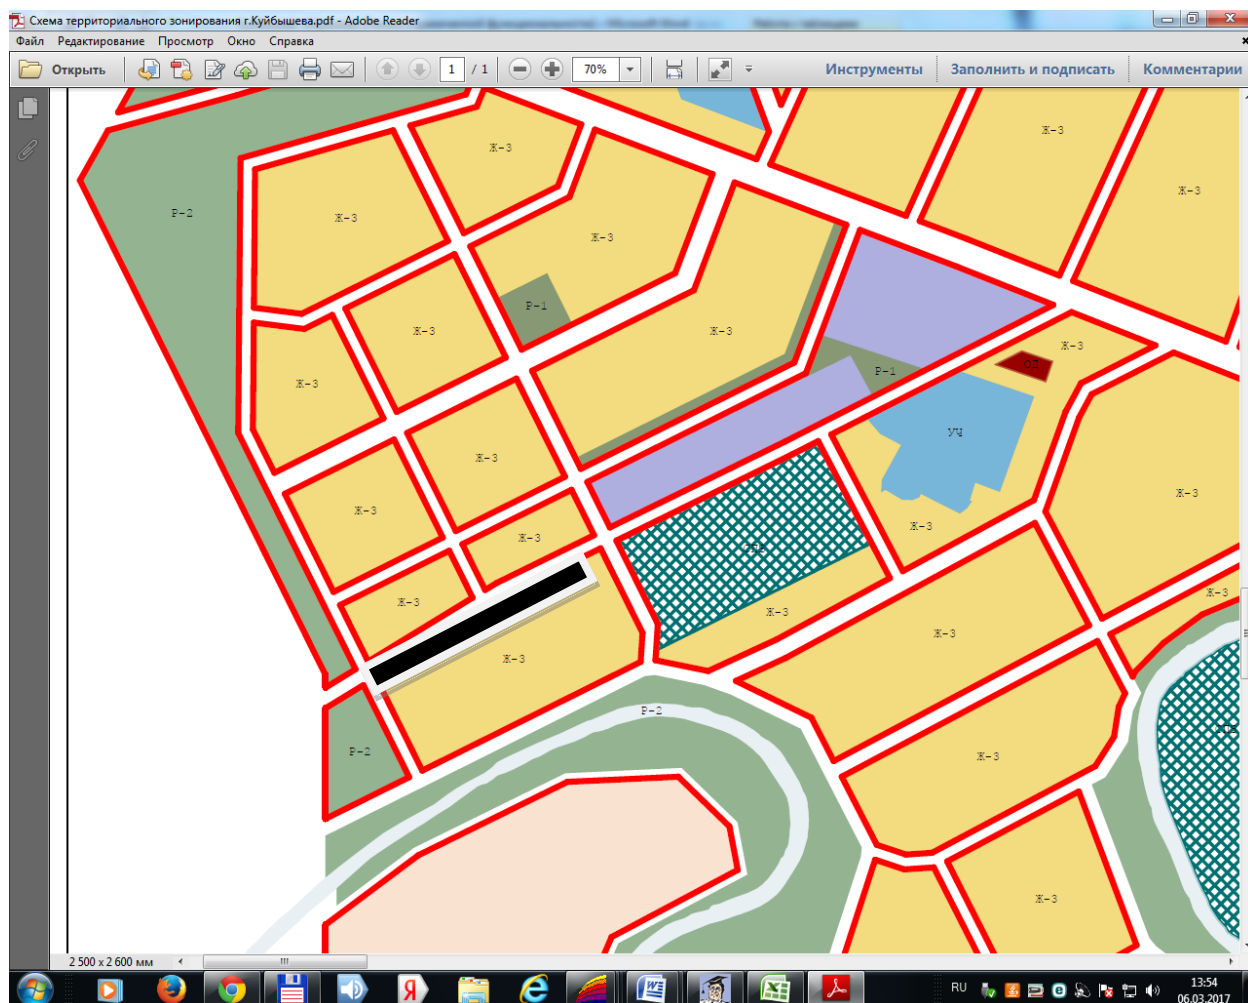 Схема территориального зонирования г.Куйбышева.pdf - Adobe Reader
Файл Редактирование Просмотр Окно Справка
Открыть 1 / 1 70% Инструменты Заполнить и подписать Комментарии
Ж-3
Ж-3
Ж-3
Р-2
Ж-3
Ж-3
Р-1
Ж-3
Ж-3
Ж-3
Ж-3
ОД
Р-1
Ж-3
УЧ
Ж-3
Ж-3
Ж-3
Ж-3
Ж-3
Ж-3
Ж-3
Ж-3
Ж-3
Ж-3
Р-2
Р-2
Ж-3
Ж-3
2 500 x 2 600 мм
RU 13:54
06.03.2017